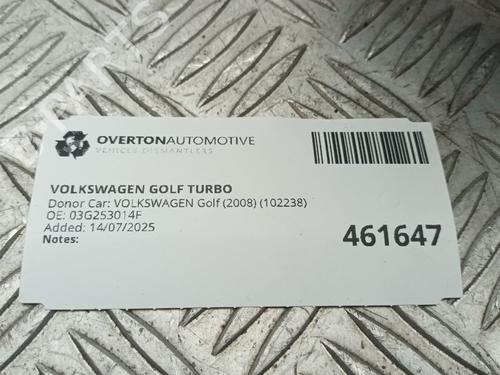 OVERTONAUTOMOTIVE
VEHICLE DISMANTLERS
VOLKSWAGEN GOLF TURBO
Donor Car: VOLKSWAGEN Golf (2008) (102238)
OE: 03G253014F
Added: 14/07/2025
Notes:
461647